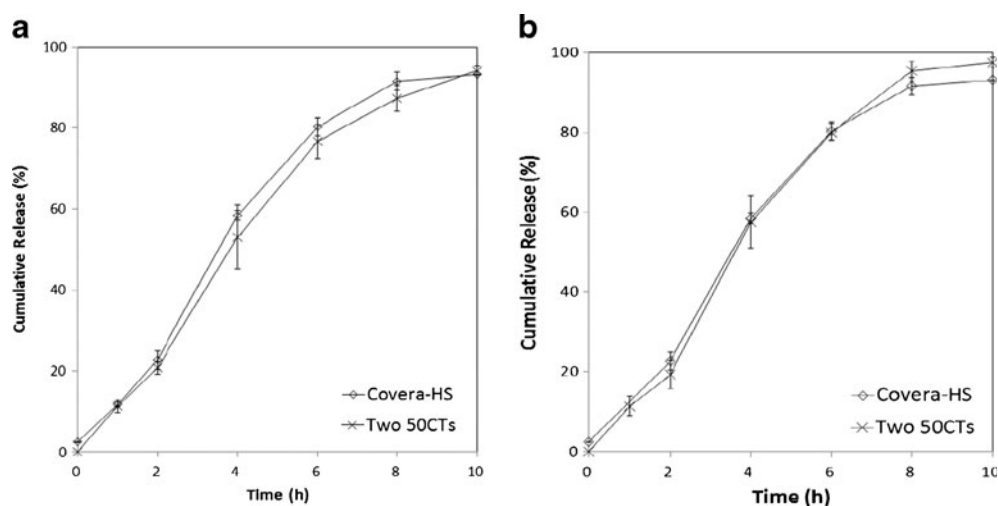 a
100
80
60
40
20
0
Cumulative Release (%)
0 2 4 6 8 10
Time (h)
Covera-HS
Two 50CTs
b
100
80
60
40
20
0
Cumulative Release (%)
0 2 4 6 8 10
Time (h)
Covera-HS
Two 50CTs